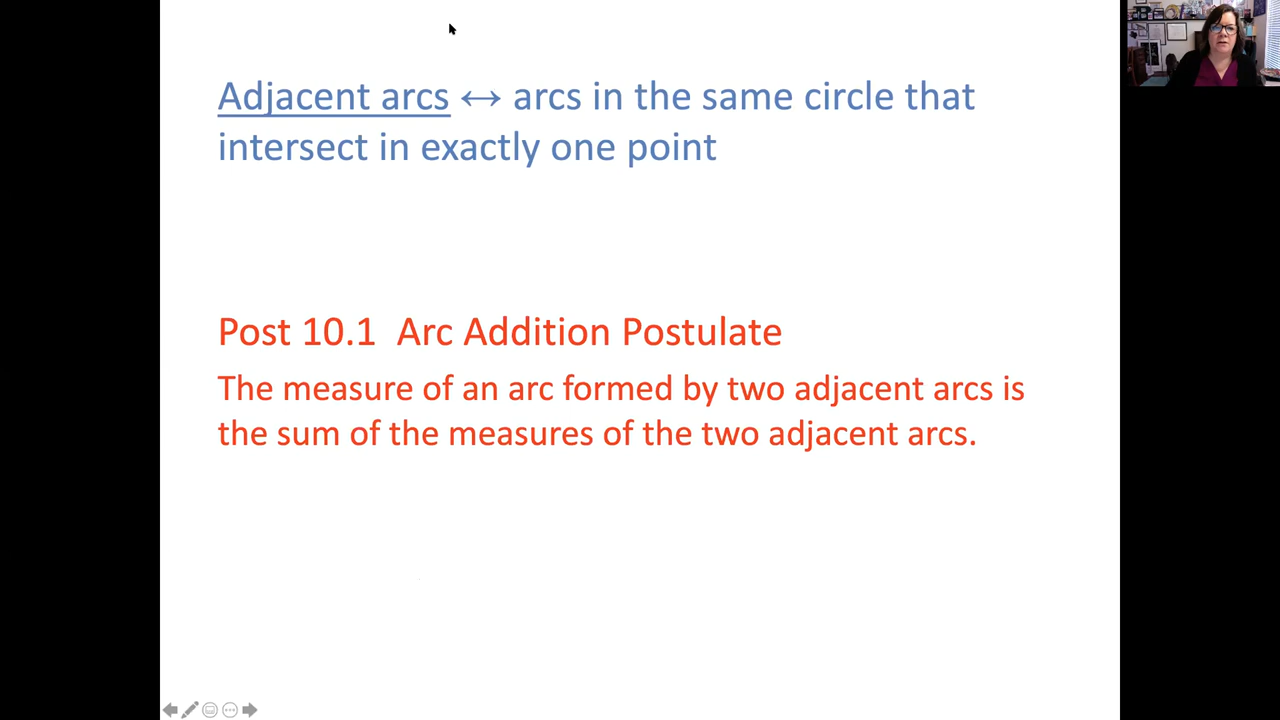 Adjacent arcs ↔ arcs in the same circle that
intersect in exactly one point
Post 10.1  Arc Addition Postulate
The measure of an arc formed by two adjacent arcs is
the sum of the measures of the two adjacent arcs.